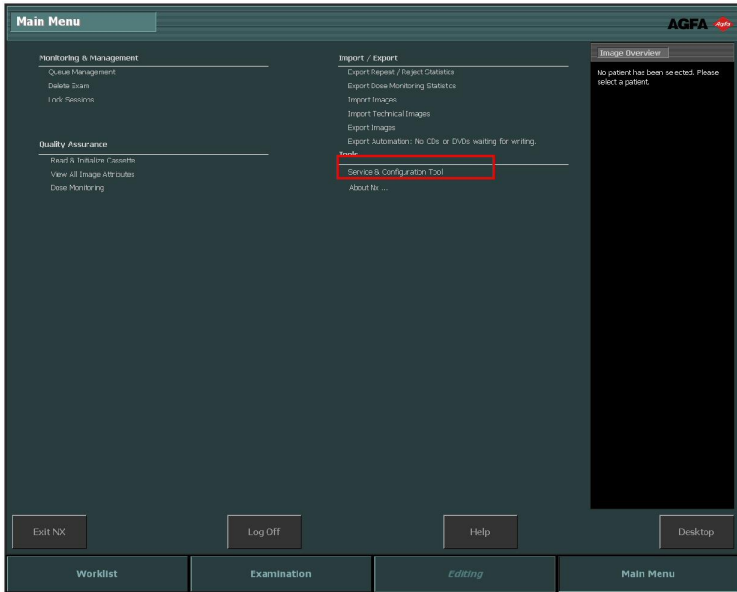 Main Menu
AGFA
Agfa
Monitoring & Management
Queue Management
Delete Exam
Lock Sessions
Quality Assurance
Read & Initialize Cassette
View All Image Attributes
Dose Monitoring
Import / Export
Export Repeat / Reject Statistics
Export Dose Monitoring Statistics
Import Images
Import Technical Images
Export Images
Export Automation: No CDs or DVDs waiting for writing.
Tools
Service & Configuration Tool
About Nx ...
Image Overview
No patient has been selected. Please
select a patient.
Exit NX
Log Off
Help
Desktop
Worklist
Examination
Editing
Main Menu